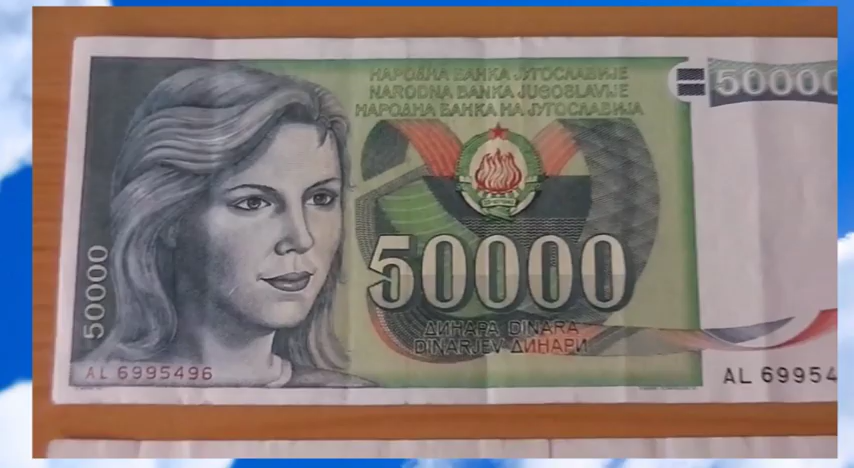 НАРОДНА БАНКА ЈУГОСЛАВИЈЕ
NARODNA BANKA JUGOSLAVIJE
НАРОДНА БАНКА НА ЈУГОСЛАВИЈА
50000
50000
50000
ДИНАРА DINARA
DINARJEV ДИНАРИ
AL 6995496
AL 69954